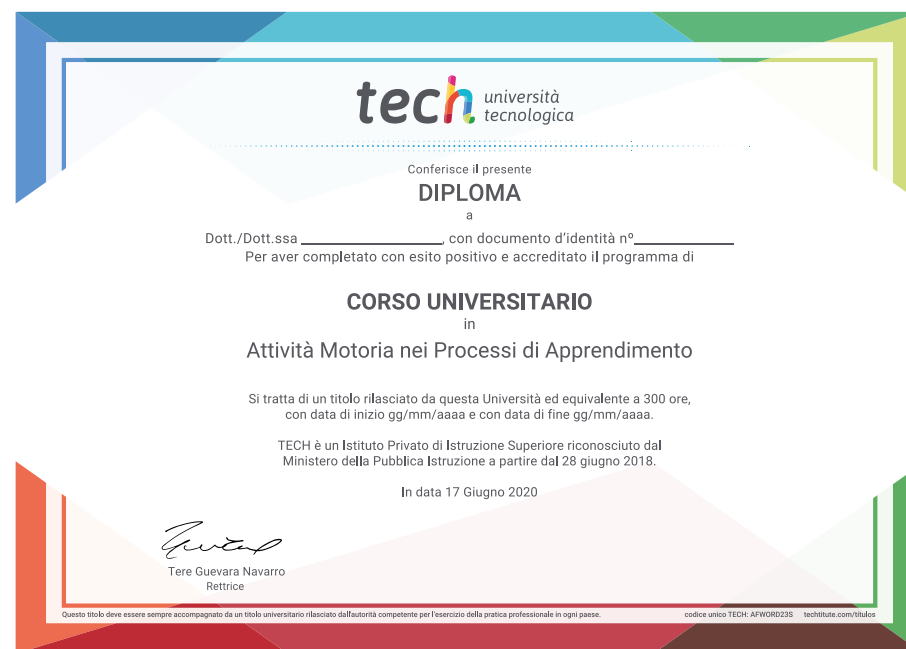 tech università
tecnologica
Conferisce il presente
DIPLOMA
a
Dott./Dott.ssa ____________________, con documento d'identità nº______________
Per aver completato con esito positivo e accreditato il programma di
CORSO UNIVERSITARIO
in
Attività Motoria nei Processi di Apprendimento
Si tratta di un titolo rilasciato da questa Università ed equivalente a 300 ore,
con data di inizio gg/mm/aaaa e con data di fine gg/mm/aaaa.
TECH è un Istituto Privato di Istruzione Superiore riconosciuto dal
Ministero della Pubblica Istruzione a partire dal 28 giugno 2018.
In data 17 Giugno 2020
Tere Guevara Navarro
Rettrice
Questo titolo deve essere sempre accompagnato da un titolo universitario rilasciato dall'autorità competente per l'esercizio della pratica professionale in ogni paese. codice unico TECH: AFWORD23S techtitute.com/títulos